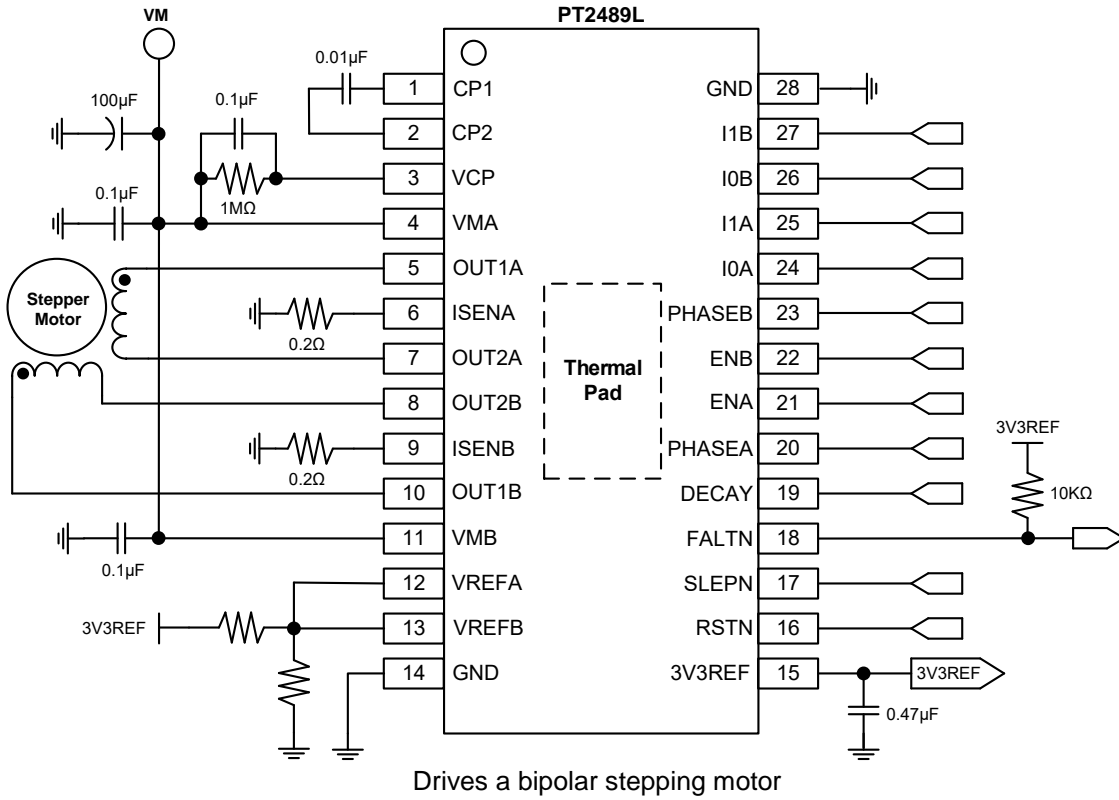 PT2489L
VM
0.01µF
1 CP1
GND 28
100µF
0.1µF
2 CP2
I1B 27
3 VCP
I0B 26
0.1µF
1MΩ
4 VMA
I1A 25
5 OUT1A
I0A 24
Stepper
Motor
6 ISENA
PHASEB 23
0.2Ω
7 OUT2A
ENB 22
Thermal
Pad
8 OUT2B
ENA 21
3V3REF
9 ISENB
PHASEA 20
0.2Ω
10 OUT1B
DECAY 19
10KΩ
11 VMB
FALTN 18
0.1µF
12 VREFA
SLEPN 17
3V3REF
13 VREFB
RSTN 16
14 GND
3V3REF 15
3V3REF
0.47µF
Drives a bipolar stepping motor